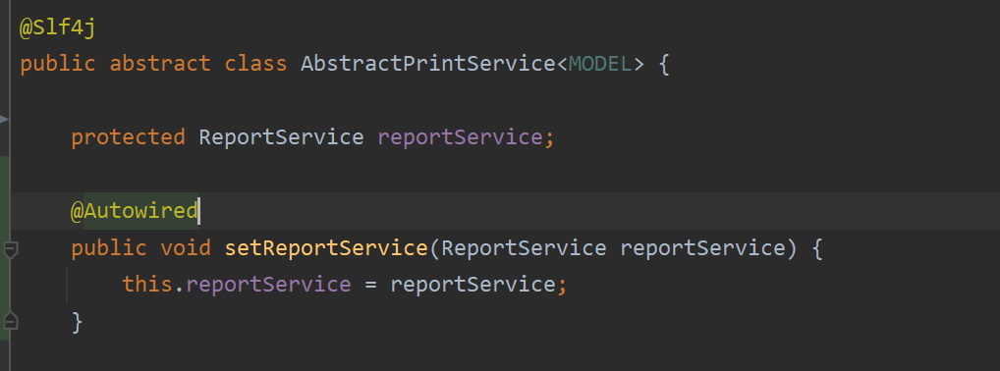 @Slf4j
public abstract class AbstractPrintService<MODEL> {
protected ReportService reportService;
@Autowired
public void setReportService(ReportService reportService) {
this.reportService = reportService;
}